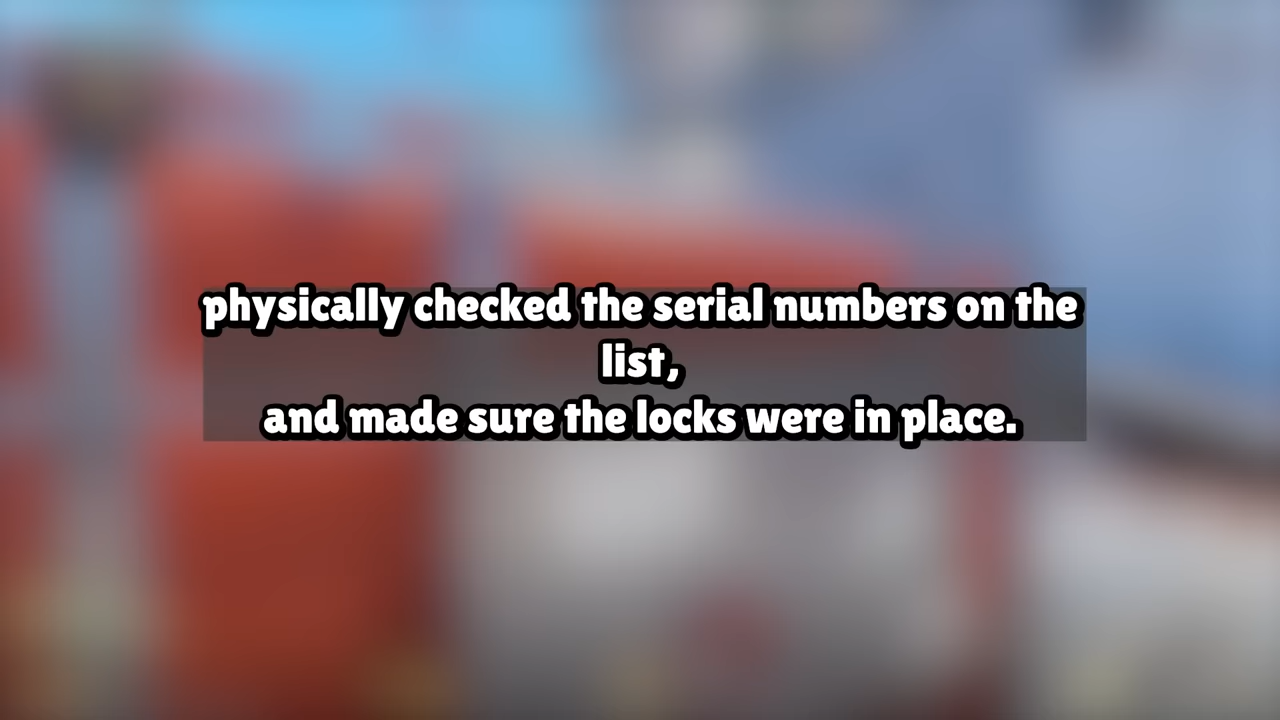 physically checked the serial numbers on the
list,
and made sure the locks were in place.